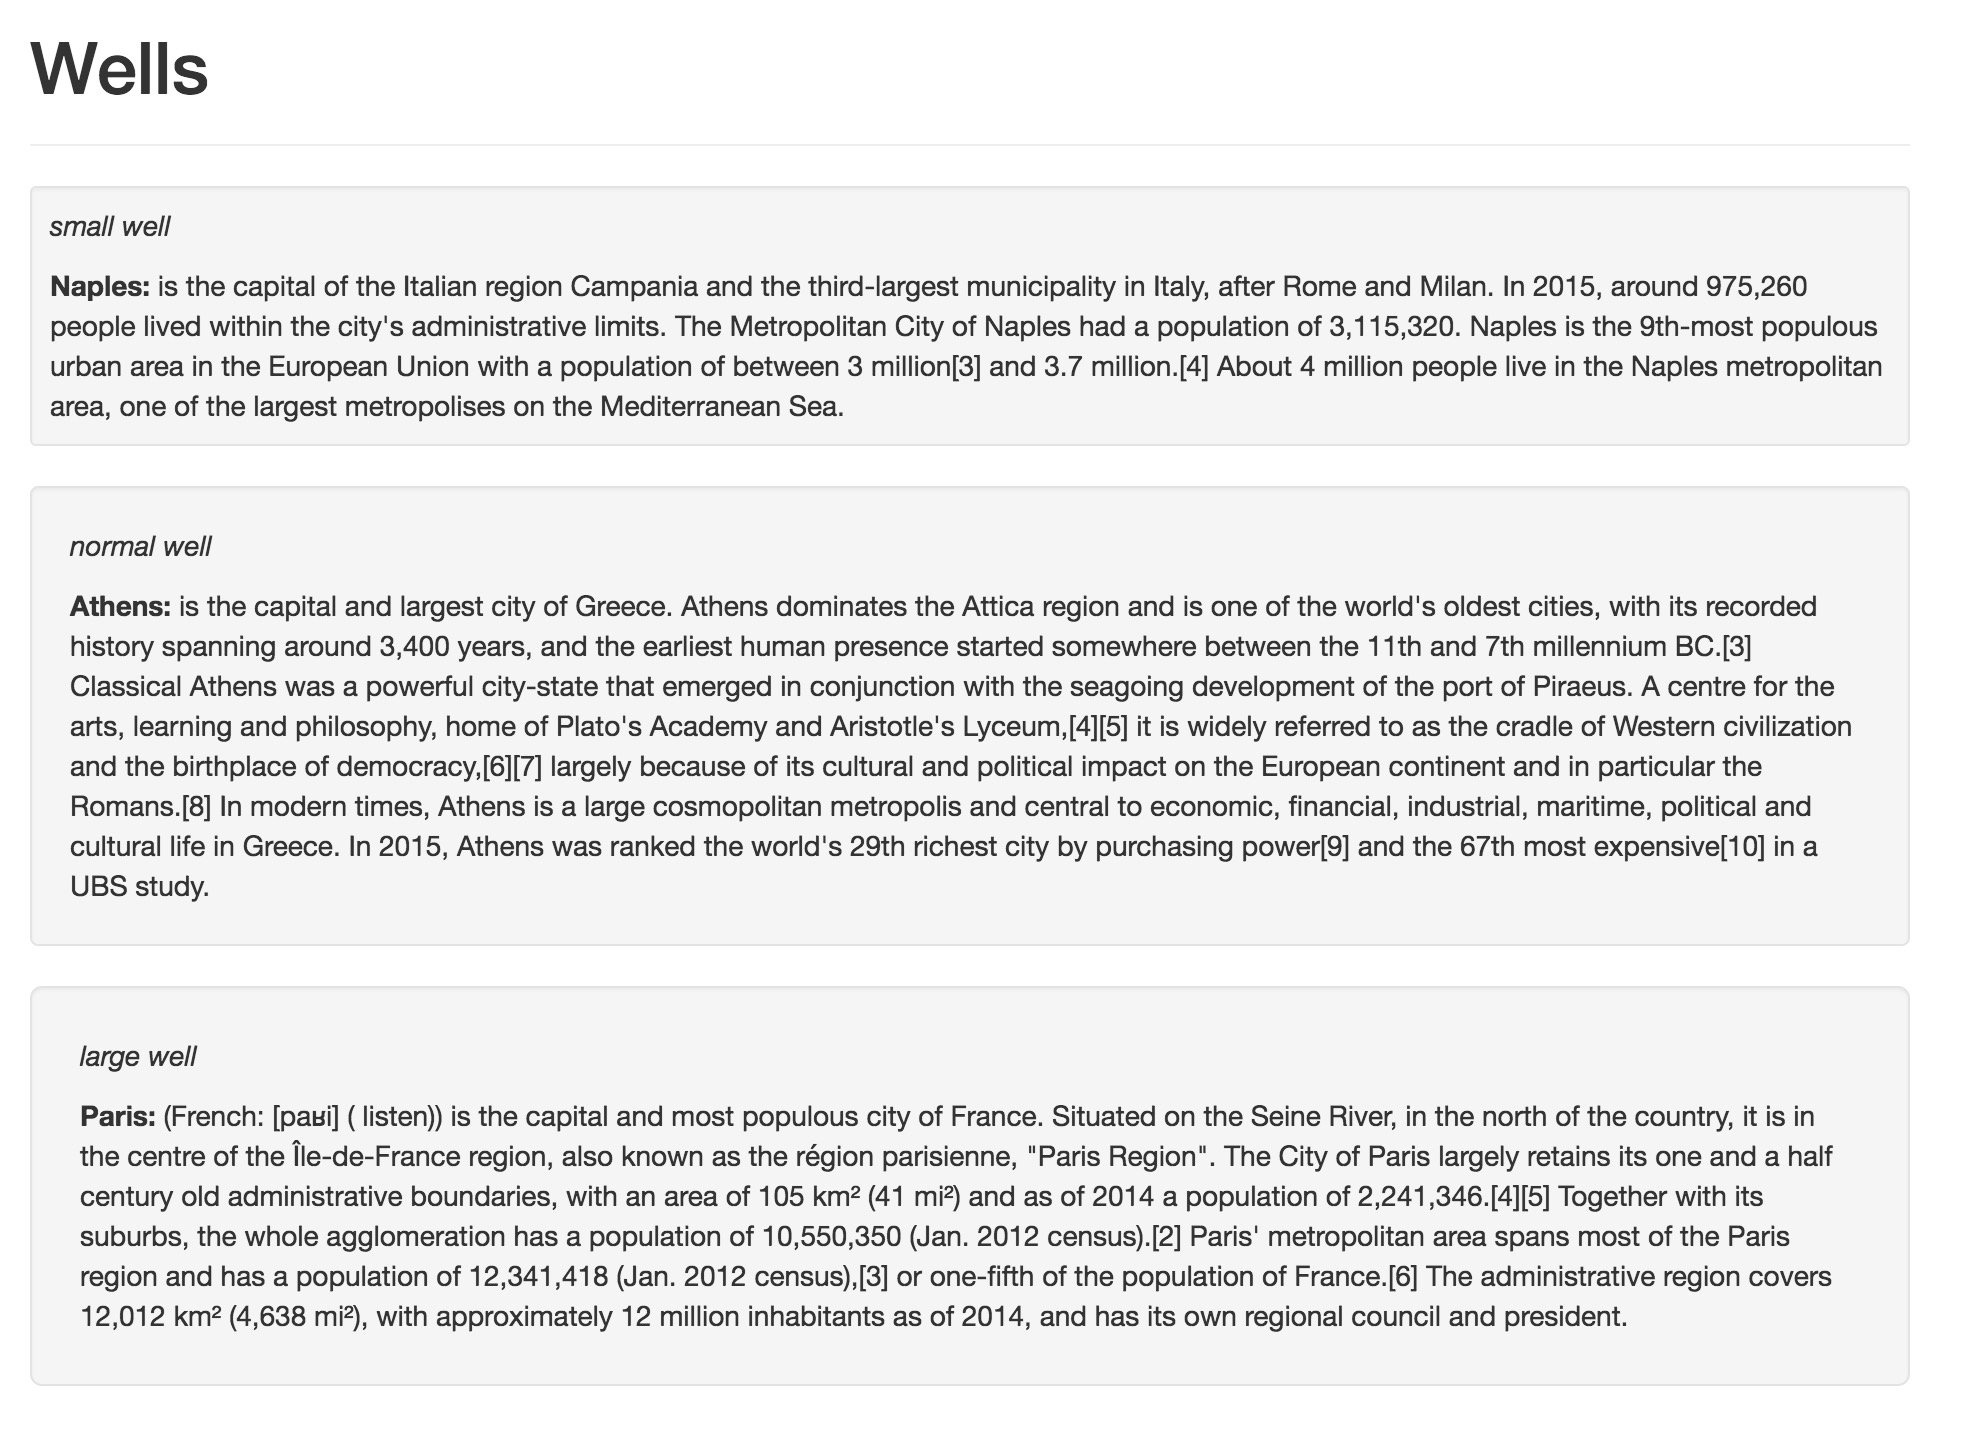 Wells
small well
Naples: is the capital of the Italian region Campania and the third-largest municipality in Italy, after Rome and Milan. In 2015, around 975,260
people lived within the city's administrative limits. The Metropolitan City of Naples had a population of 3,115,320. Naples is the 9th-most populous
urban area in the European Union with a population of between 3 million[3] and 3.7 million.[4] About 4 million people live in the Naples metropolitan
area, one of the largest metropolises on the Mediterranean Sea.
normal well
Athens: is the capital and largest city of Greece. Athens dominates the Attica region and is one of the world's oldest cities, with its recorded
history spanning around 3,400 years, and the earliest human presence started somewhere between the 11th and 7th millennium BC.[3]
Classical Athens was a powerful city-state that emerged in conjunction with the seagoing development of the port of Piraeus. A centre for the
arts, learning and philosophy, home of Plato's Academy and Aristotle's Lyceum,[4][5] it is widely referred to as the cradle of Western civilization
and the birthplace of democracy,[6][7] largely because of its cultural and political impact on the European continent and in particular the
Romans.[8] In modern times, Athens is a large cosmopolitan metropolis and central to economic, financial, industrial, maritime, political and
cultural life in Greece. In 2015, Athens was ranked the world's 29th richest city by purchasing power[9] and the 67th most expensive[10] in a
UBS study.
large well
Paris: (French: [paʁi] ( listen)) is the capital and most populous city of France. Situated on the Seine River, in the north of the country, it is in
the centre of the Île-de-France region, also known as the région parisienne, "Paris Region". The City of Paris largely retains its one and a half
century old administrative boundaries, with an area of 105 km² (41 mi²) and as of 2014 a population of 2,241,346.[4][5] Together with its
suburbs, the whole agglomeration has a population of 10,550,350 (Jan. 2012 census).[2] Paris' metropolitan area spans most of the Paris
region and has a population of 12,341,418 (Jan. 2012 census),[3] or one-fifth of the population of France.[6] The administrative region covers
12,012 km² (4,638 mi²), with approximately 12 million inhabitants as of 2014, and has its own regional council and president.